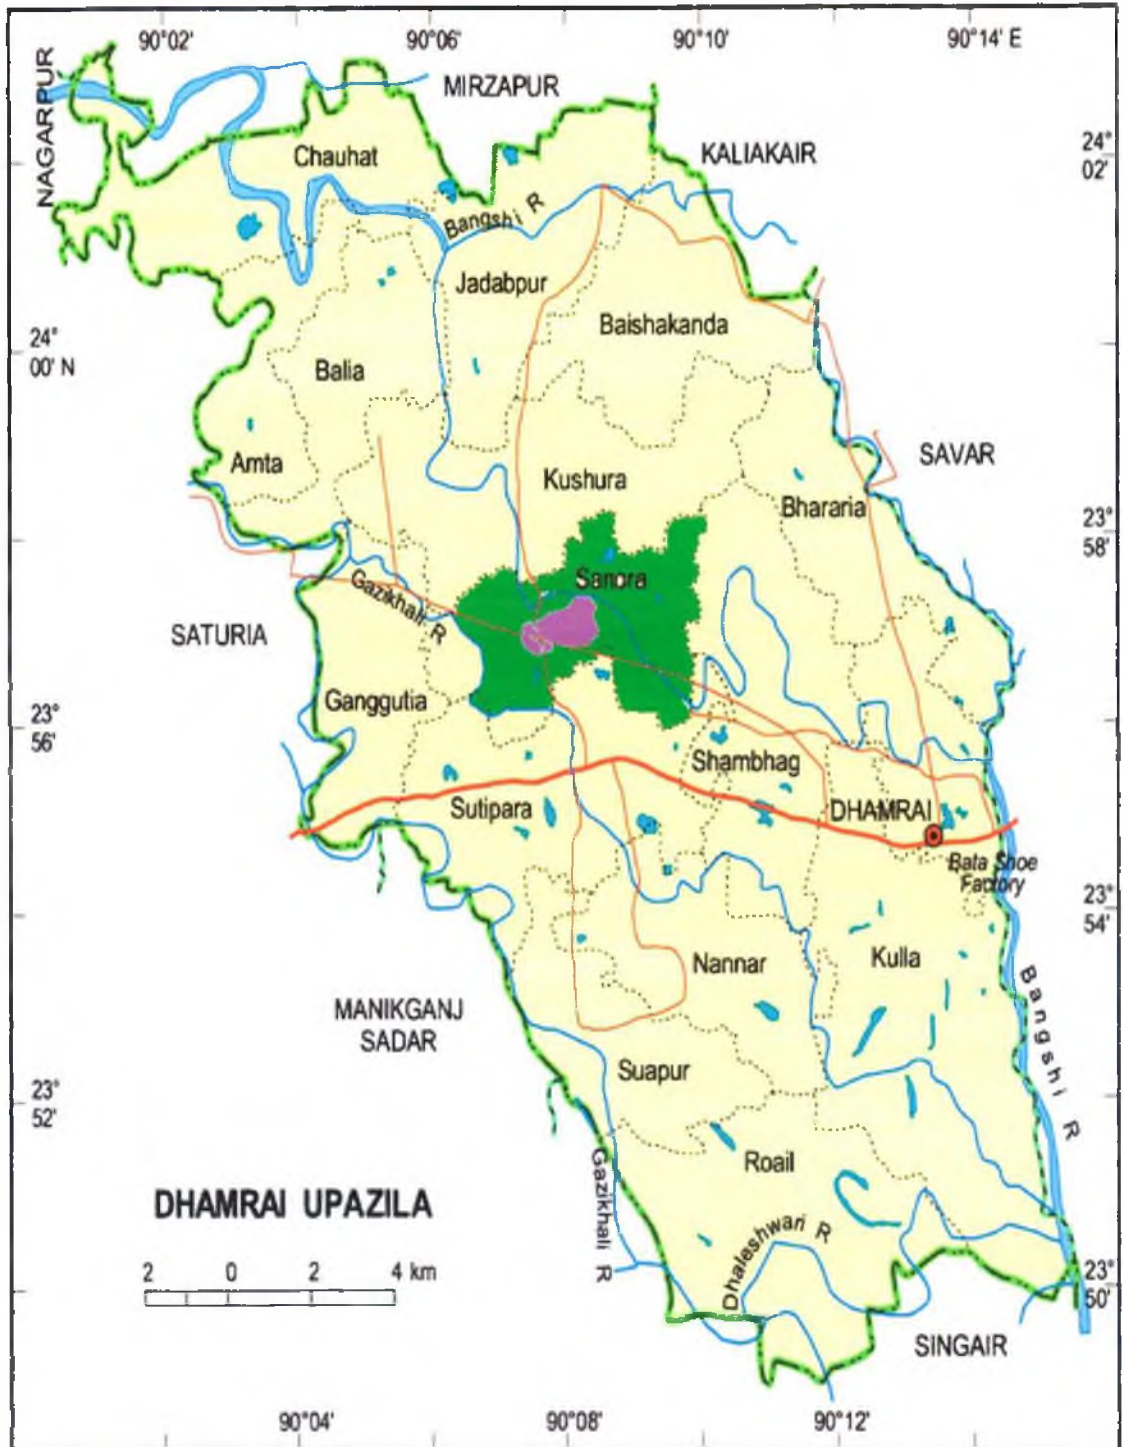 90°02'
90°06'
90°10'
90°14' E
NAGARPUR
MIRZAPUR
KALIAKAIR
24°
02'
Chauhat
Bangshi R
Jadabpur
Baishakanda
24°
00' N
Balia
Amta
SAVAR
Kushura
Bhararia
23°
58'
Sanora
Gazikhali R
SATURIA
Ganggutia
23°
56'
Shambhag
Sutipara
DHAMRAI
Bata Shoe
Factory
23°
54'
Nannar
Kulla
Bangshi R
MANIKGANJ
SADAR
Suapur
23°
52'
Roail
Gazikhali R
DHAMRAI UPAZILA
Dhaleshwari R
2 0 2 4 km
23°
50'
SINGAIR
90°04'
90°08'
90°12'